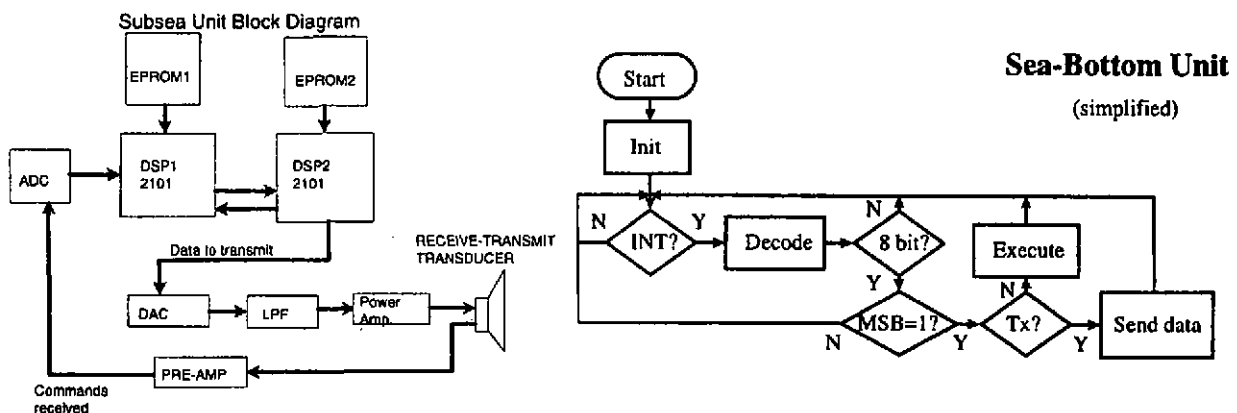 Subsea Unit Block Diagram
EPROM1
EPROM2
ADC
DSP1
2101
DSP2
2101
Data to transmit
RECEIVE-TRANSMIT
TRANSDUCER
DAC
LPF
Power
Amp.
PRE-AMP
Commands
received
Sea-Bottom Unit
(simplified)
Start
Init
N
INT?
Y
Decode
N
8 bit?
Y
Execute
N
MSB=1?
N
Y
Tx?
Y
Send data